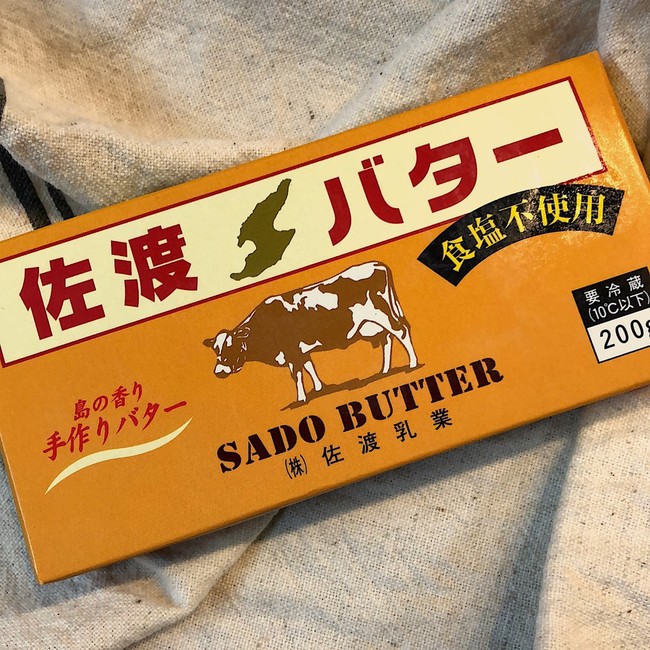 佐渡 バター
食塩不使用
要冷蔵
(10℃以下)
200g
島の香り
手作りバター
SADO BUTTER
(株) 佐渡乳業